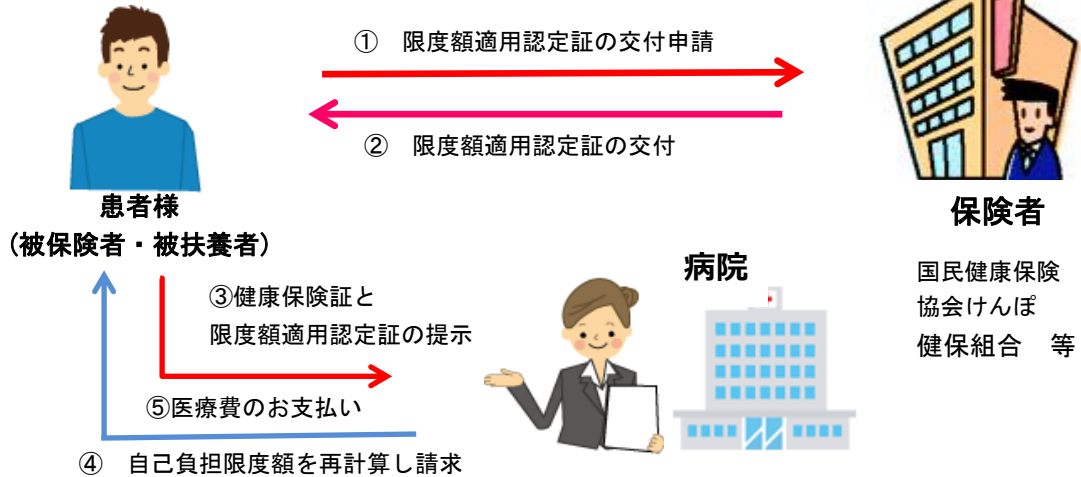 ① 限度額適用認定証の交付申請
② 限度額適用認定証の交付
患者様
(被保険者・被扶養者)
保険者
国民健康保険
協会けんぽ
健保組合　等
病院
③健康保険証と
限度額適用認定証の提示
⑤医療費のお支払い
④ 自己負担限度額を再計算し請求